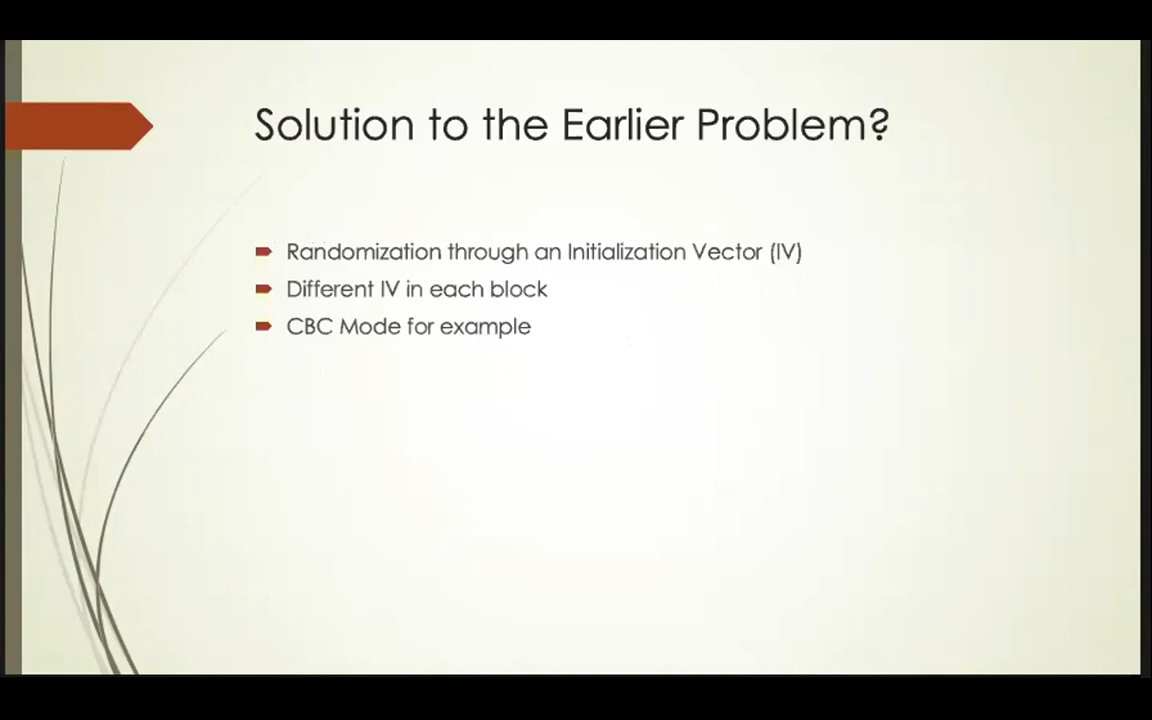 Solution to the Earlier Problem?
Randomization through an Initialization Vector (IV)
Different IV in each block
CBC Mode for example